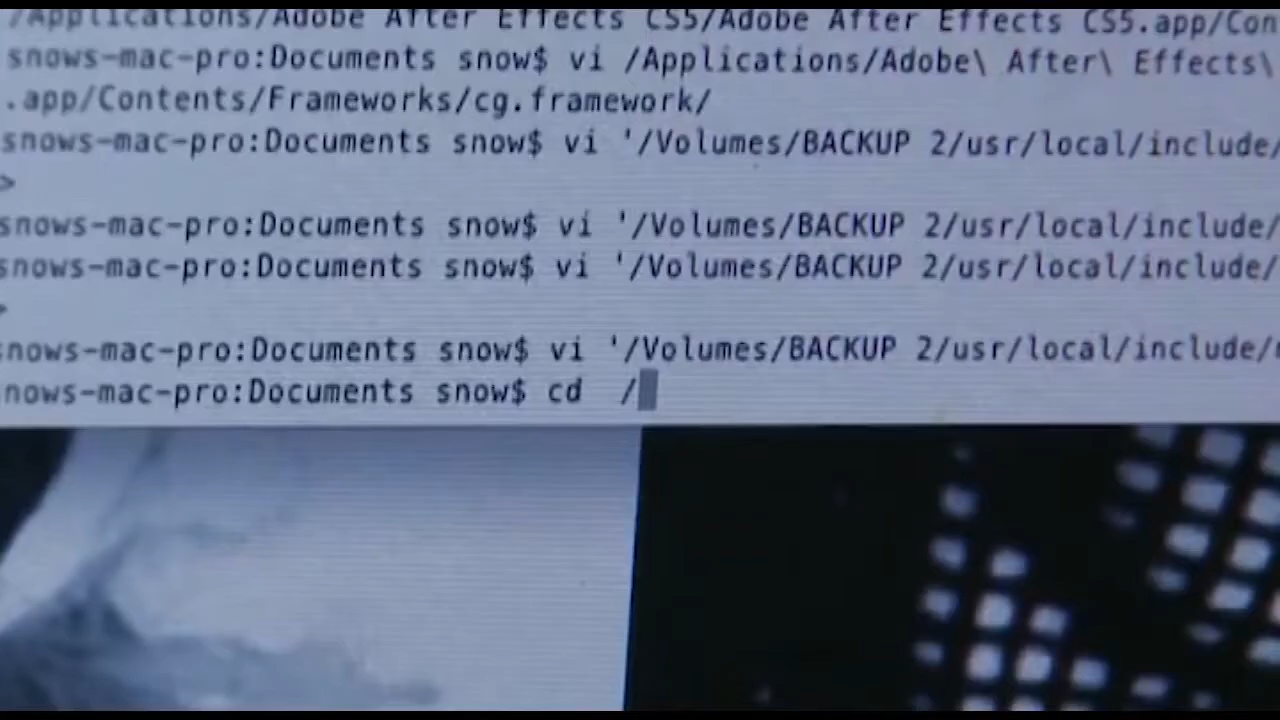 /Applications/Adobe After Effects CS5/Adobe After Effects CS5.app/Con
snows-mac-pro:Documents snow$ vi /Applications/Adobe\ After\ Effects\
.app/Contents/Frameworks/cg.framework/
snows-mac-pro:Documents snow$ vi '/Volumes/BACKUP 2/usr/local/include/
>
snows-mac-pro:Documents snow$ vi '/Volumes/BACKUP 2/usr/local/include/
snows-mac-pro:Documents snow$ vi '/Volumes/BACKUP 2/usr/local/include/
>
snows-mac-pro:Documents snow$ vi '/Volumes/BACKUP 2/usr/local/include/
nows-mac-pro:Documents snow$ cd  /